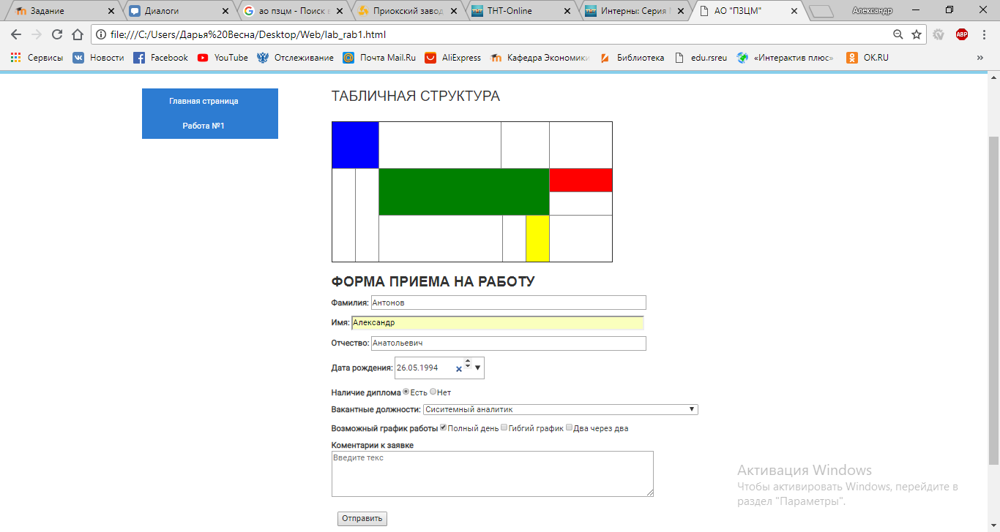 Задание
Диалоги
ао пзцм - Поиск в
Приокский завод
ТНТ-Online
Интерны: Серия
АО "ПЗЦМ"
Александр
file:///C:/Users/Дарья%20Весна/Desktop/Web/lab_rab1.html
ABP
Сервисы
Новости
Facebook
YouTube
Отслеживание
Почта Mail.Ru
AliExpress
Кафедра Экономики
Библиотека
edu.rsreu
«Интерактив плюс»
OK.RU
»
Главная страница
Работа №1
ТАБЛИЧНАЯ СТРУКТУРА
ФОРМА ПРИЕМА НА РАБОТУ
Фамилия: Антонов
Имя: Александр
Отчество: Анатольевич
Дата рождения: 26.05.1994
Наличие диплома Есть Нет
Вакантные должности: Сиситемный аналитик
Возможный график работы Полный день Гибгий график Два через два
Коментарии к заявке
Введите текс
Отправить
Активация Windows
Чтобы активировать Windows, перейдите в
раздел "Параметры".